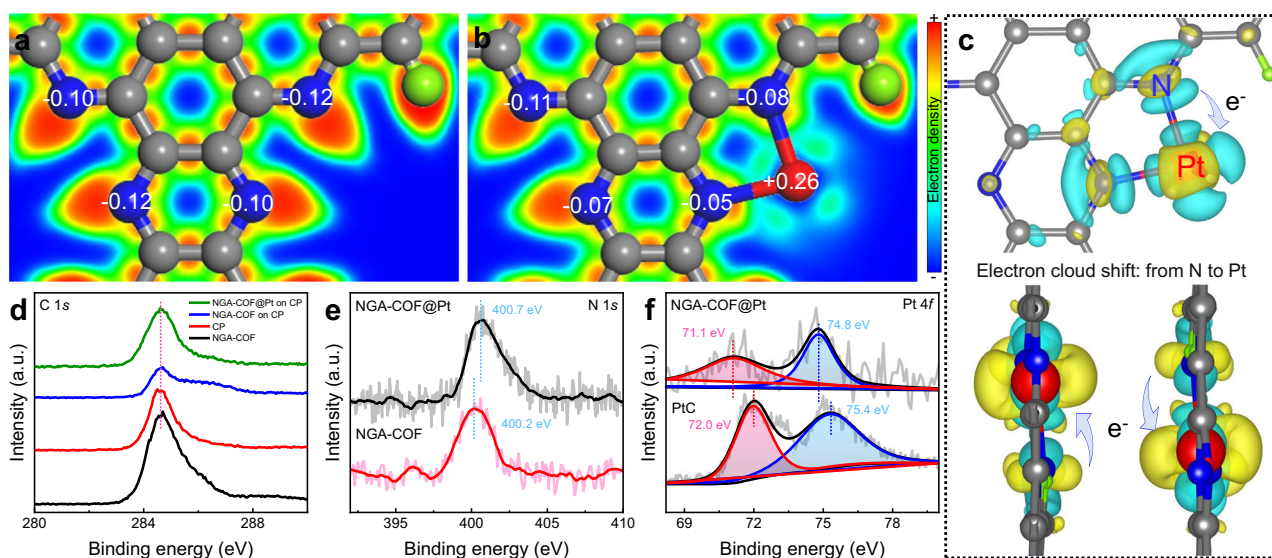 a
-0.10
-0.12
-0.12
-0.10
b
-0.11
-0.08
+0.26
-0.07
-0.05
+
Electron density
-
c
N
e-
Pt
Electron cloud shift: from N to Pt
e-
d
C 1s
NGA-COF@Pt on CP
NGA-COF on CP
CP
NGA-COF
Intensity (a.u.)
280
284
288
Binding energy (eV)
e
NGA-COF@Pt
N 1s
400.7 eV
NGA-COF
400.2 eV
Intensity (a.u.)
395
400
405
410
Binding energy (eV)
f
NGA-COF@Pt
Pt 4f
71.1 eV
74.8 eV
PtC
72.0 eV
75.4 eV
Intensity (a.u.)
69
72
75
78
Binding energy (eV)